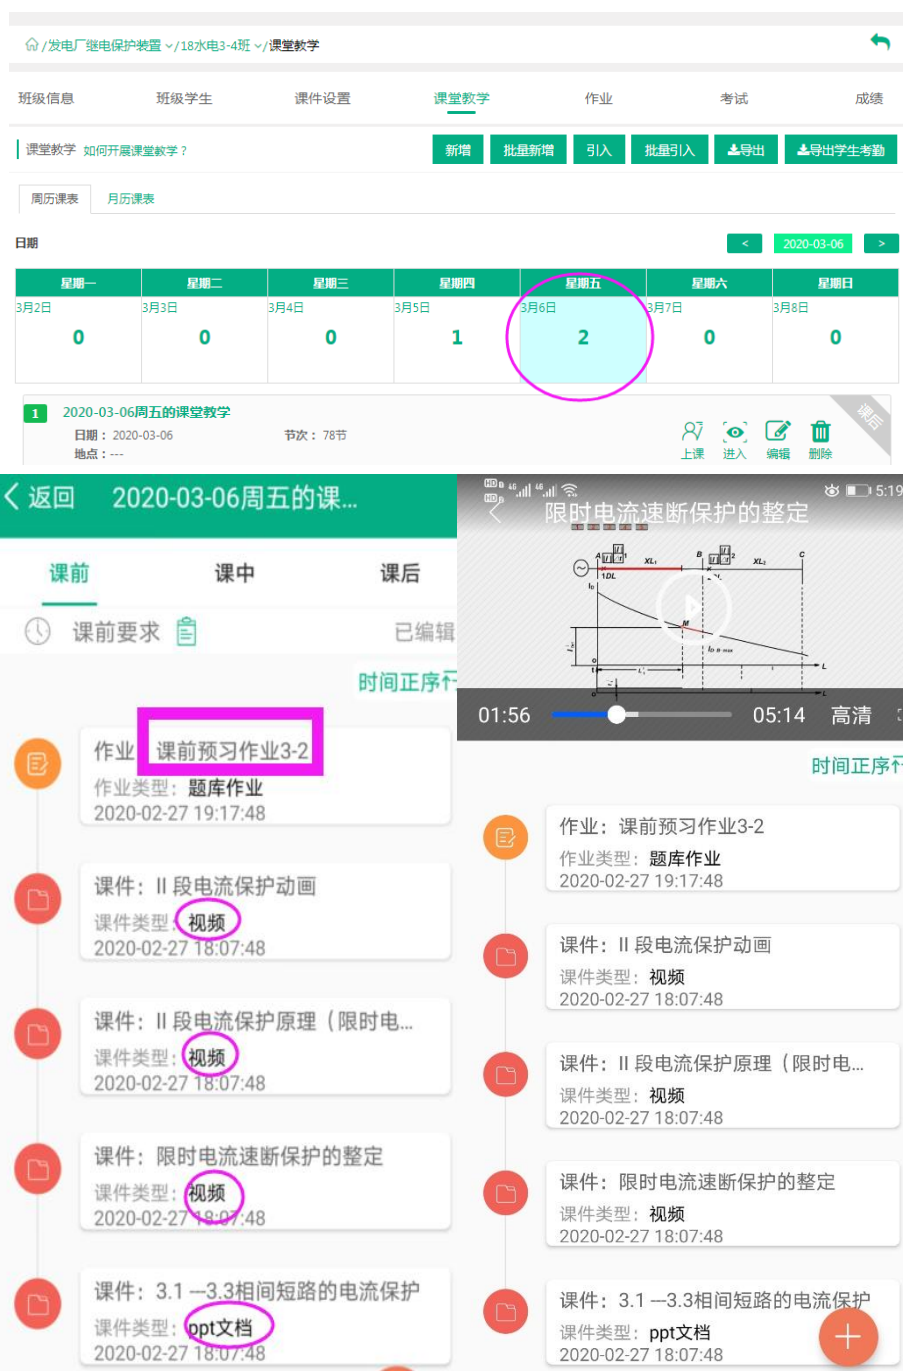 /发电厂继电保护装置 /18水电3-4班 /课堂教学
班级信息 班级学生 课件设置 课堂教学 作业 考试 成绩
课堂教学 如何开展课堂教学？ 新增 批量新增 引入 批量引入 导出 导出学生考勤
周历课表 月历课表
日期 < 2020-03-06 >
星期一 星期二 星期三 星期四 星期五 星期六 星期日
3月2日 3月3日 3月4日 3月5日 3月6日 3月7日 3月8日
0 0 0 1 2 0 0
1 2020-03-06周五的课堂教学 课后
日期： 2020-03-06 节次： 78节
地点：---
上课 进入 编辑 删除
返回 2020-03-06周五的课...
课前 课中 课后
课前要求 已编辑
时间正序
作业 课前预习作业3-2
作业类型：题库作业
2020-02-27 19:17:48
课件：II 段电流保护动画
课件类型：视频
2020-02-27 18:07:48
课件：II 段电流保护原理（限时电...
课件类型：视频
2020-02-27 18:07:48
课件：限时电流速断保护的整定
课件类型：视频
2020-02-27 18:07:48
课件：3.1 ---3.3相间短路的电流保护
课件类型：ppt文档
2020-02-27 18:07:48
HD 46 46 5:19
限时电流速断保护的整定
A 1 B 2 C
XL₁ XL₂
1DL
M
L
01:56 05:14 高清
时间正序
作业：课前预习作业3-2
作业类型：题库作业
2020-02-27 19:17:48
课件：II 段电流保护动画
课件类型：视频
2020-02-27 18:07:48
课件：II 段电流保护原理（限时电...
课件类型：视频
2020-02-27 18:07:48
课件：限时电流速断保护的整定
课件类型：视频
2020-02-27 18:07:48
课件：3.1 ---3.3相间短路的电流保护
课件类型：ppt文档
2020-02-27 18:07:48